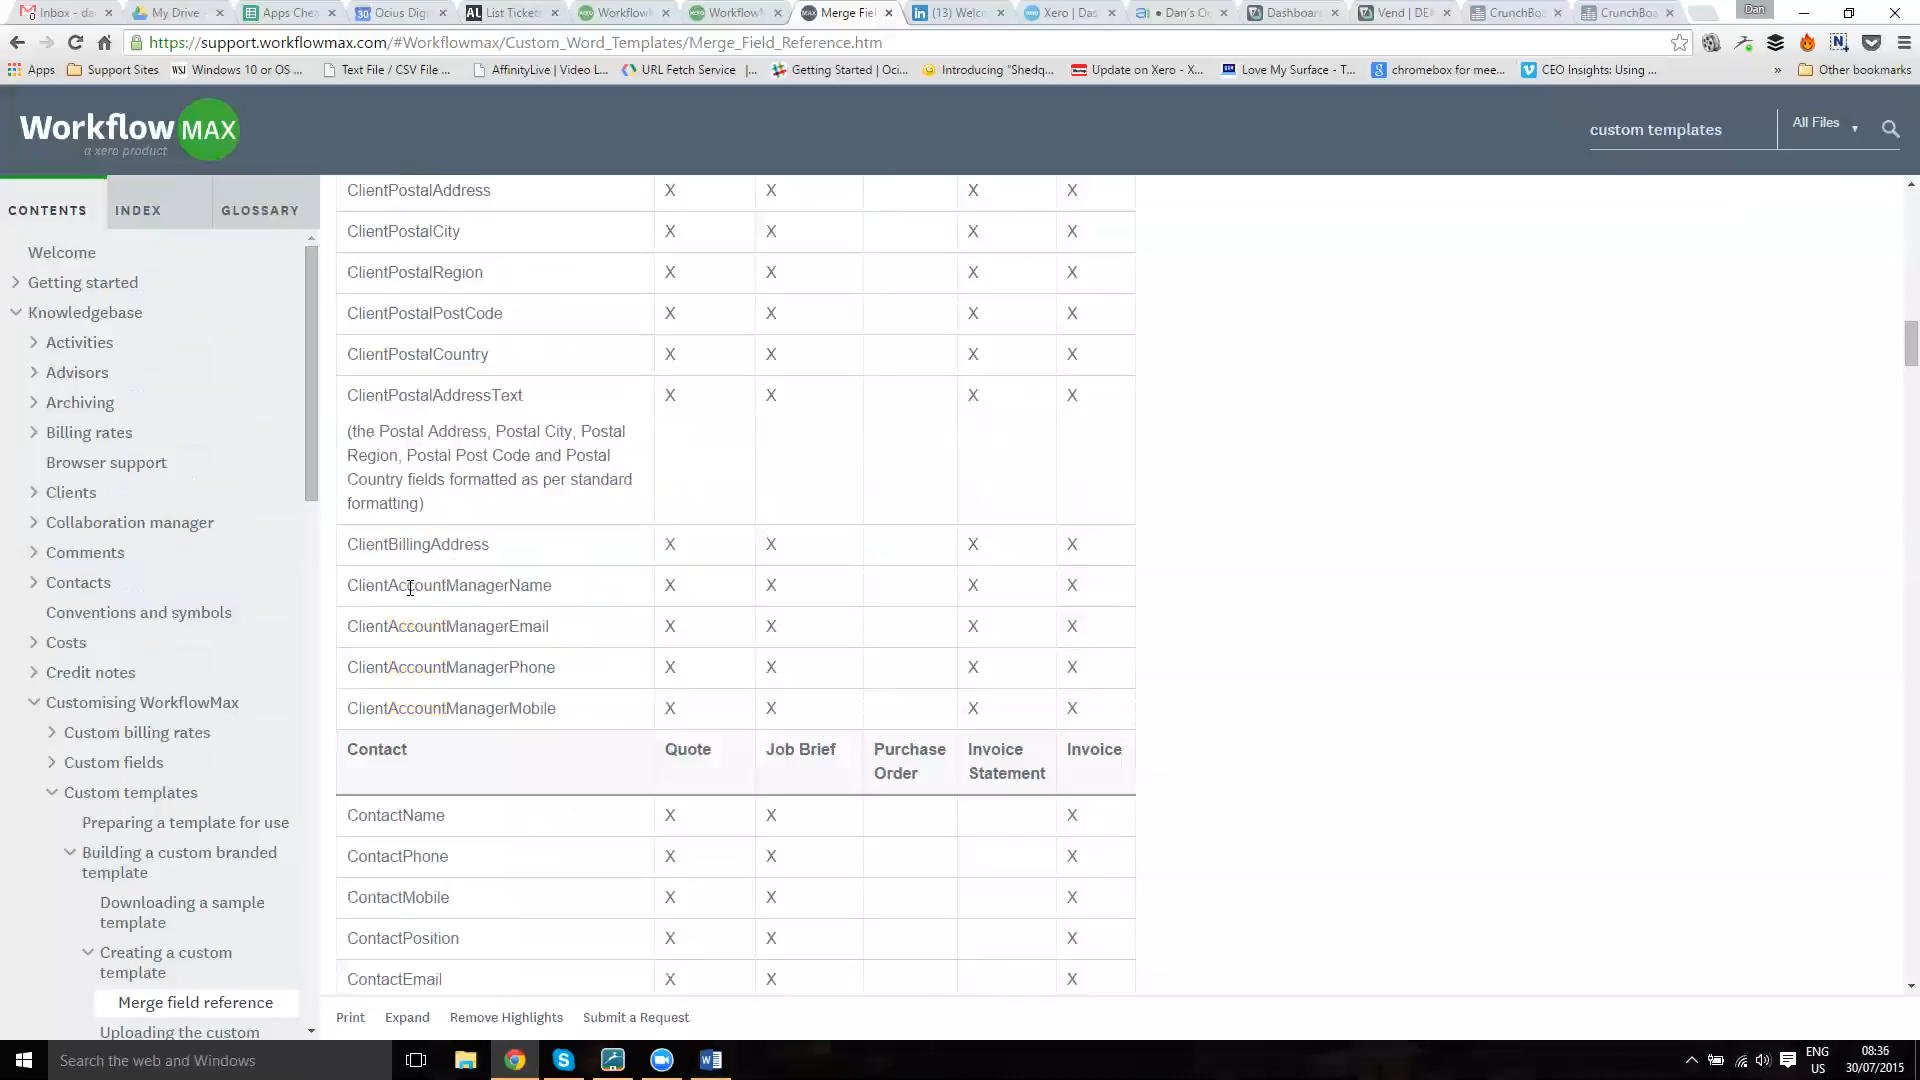 Inbox - da
My Drive -
Apps Chea
Ocius Digi
List Tickets
Workflow
Workflow
Merge Fie
(13) Welco
Xero | Das
Dan's O
Dashboar
Vend | DE
CrunchBoa
CrunchBoa
Dan
https://support.workflowmax.com/#Workflowmax/Custom_Word_Templates/Merge_Field_Reference.htm
Apps
Support Sites
Windows 10 or OS ...
Text File / CSV File ...
AffinityLive | Video L...
URL Fetch Service |...
Getting Started | Oci...
Introducing "Shedq...
Update on Xero - X...
Love My Surface - T...
chromebox for mee...
CEO Insights: Using ...
»
Other bookmarks
Workflow MAX
a xero product
custom templates
All Files
CONTENTS
INDEX
GLOSSARY
Welcome
Getting started
Knowledgebase
Activities
Advisors
Archiving
Billing rates
Browser support
Clients
Collaboration manager
Comments
Contacts
Conventions and symbols
Costs
Credit notes
Customising WorkflowMax
Custom billing rates
Custom fields
Custom templates
Preparing a template for use
Building a custom branded
template
Downloading a sample
template
Creating a custom
template
Merge field reference
Uploading the custom
ClientPostalAddress X X X X
ClientPostalCity X X X X
ClientPostalRegion X X X X
ClientPostalPostCode X X X X
ClientPostalCountry X X X X
ClientPostalAddressText X X X X
(the Postal Address, Postal City, Postal
Region, Postal Post Code and Postal
Country fields formatted as per standard
formatting)
ClientBillingAddress X X X X
ClientAccountManagerName X X X X
ClientAccountManagerEmail X X X X
ClientAccountManagerPhone X X X X
ClientAccountManagerMobile X X X X
Contact Quote Job Brief Purchase Order Invoice Statement Invoice
ContactName X X X
ContactPhone X X X
ContactMobile X X X
ContactPosition X X X
ContactEmail X X X
Print
Expand
Remove Highlights
Submit a Request
Search the web and Windows
ENG
US
08:36
30/07/2015